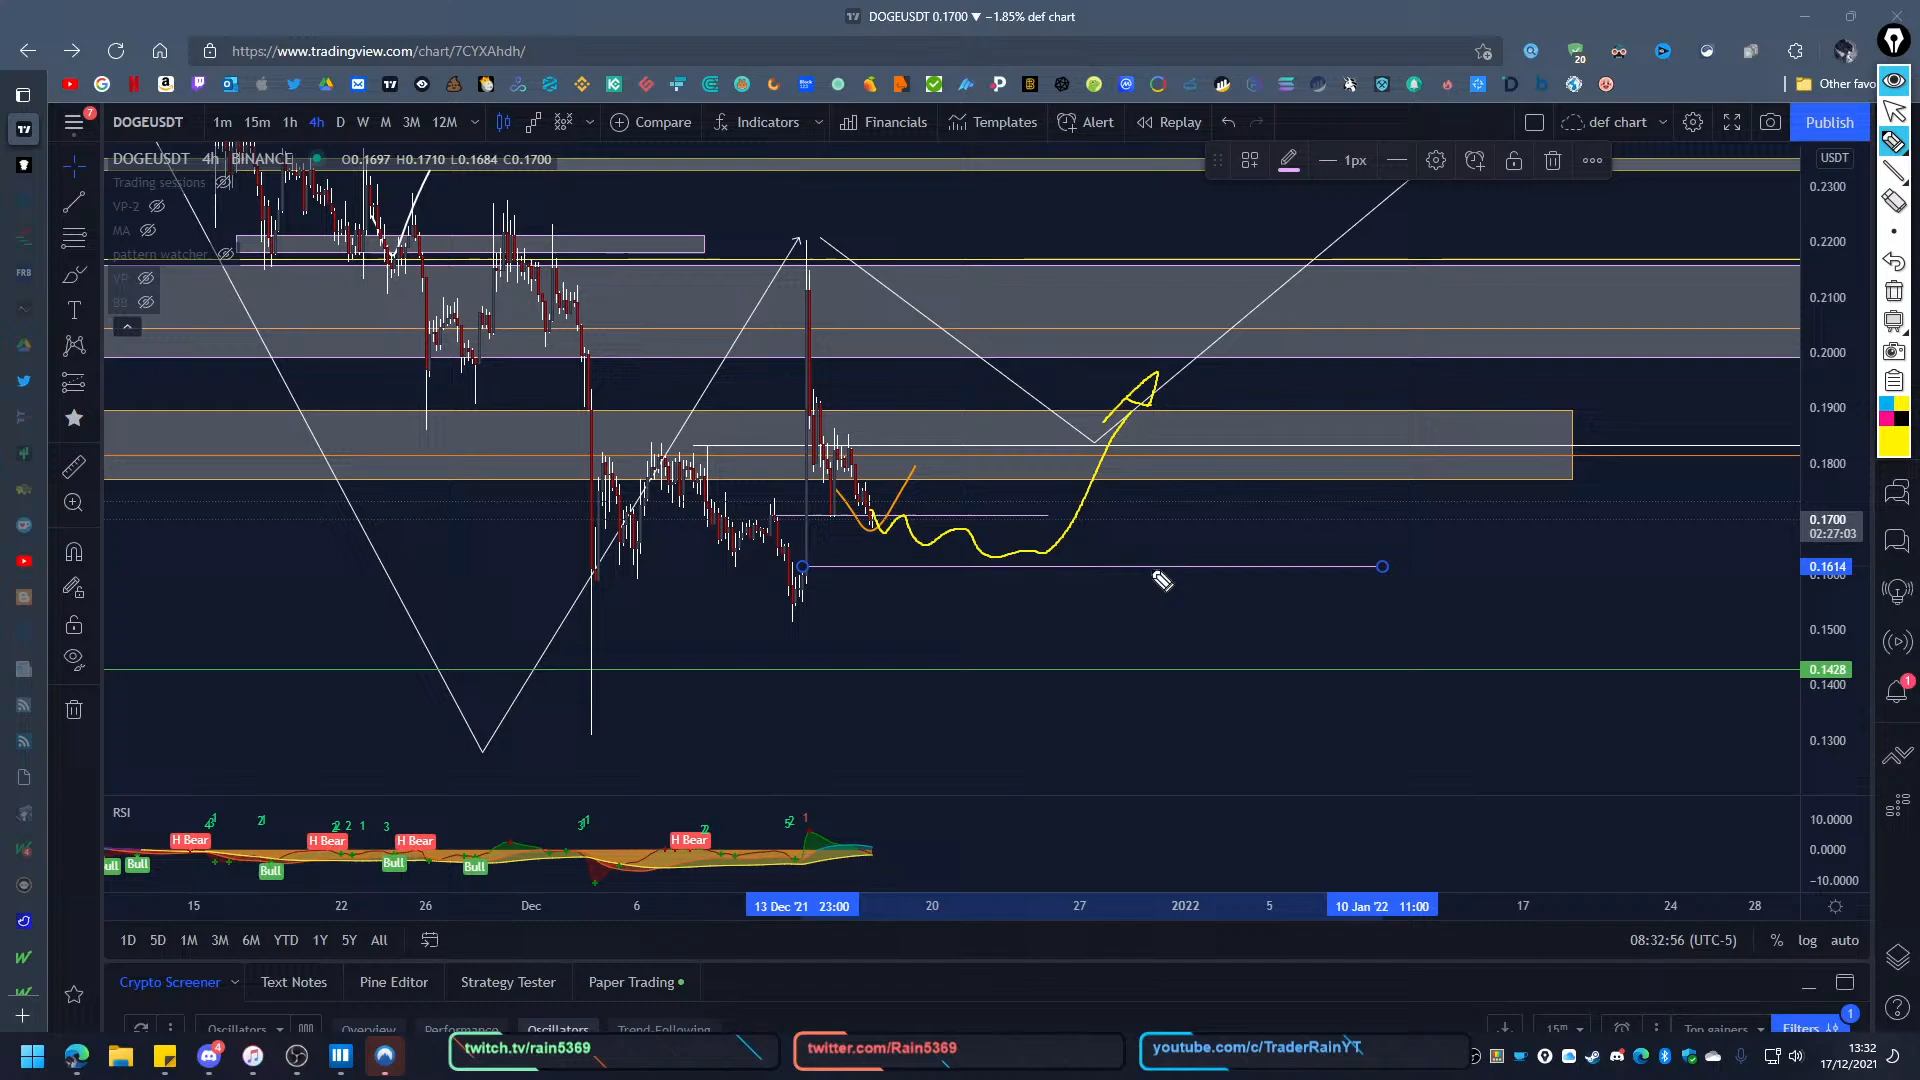 DOGEUSDT 0.1700 ▼ −1.85% def chart
https://www.tradingview.com/chart/7CYXAhdh/
20
Other favo
7
DOGEUSDT 1m 15m 1h 4h D W M 3M 12M Compare Indicators Financials Templates Alert Replay def chart Publish
DOGEUSDT 4h BINANCE O0.1697 H0.1710 L0.1684 C0.1700
1px
USDT
Trading sessions
VP-2
MA
pattern watcher
VP
BB
FRB
0.2300
0.2200
0.2100
0.2000
0.1900
0.1800
0.1700
02:27:03
0.1614
0.1500
0.1428
0.1400
0.1300
RSI
H Bear H Bear H Bear H Bear
Bull Bull Bull Bull
10.0000
0.0000
−10.0000
15 22 26 Dec 6 13 Dec '21 23:00 20 27 2022 5 10 Jan '22 11:00 17 24 28
1D 5D 1M 3M 6M YTD 1Y 5Y All
08:32:56 (UTC-5) % log auto
Crypto Screener Text Notes Pine Editor Strategy Tester Paper Trading
Oscillators Overview Performance Oscillators Trend-Following 15m Top gainers Filters
1
twitch.tv/rain5369
twitter.com/Rain5369
youtube.com/c/TraderRainYT
4
13:32
17/12/2021